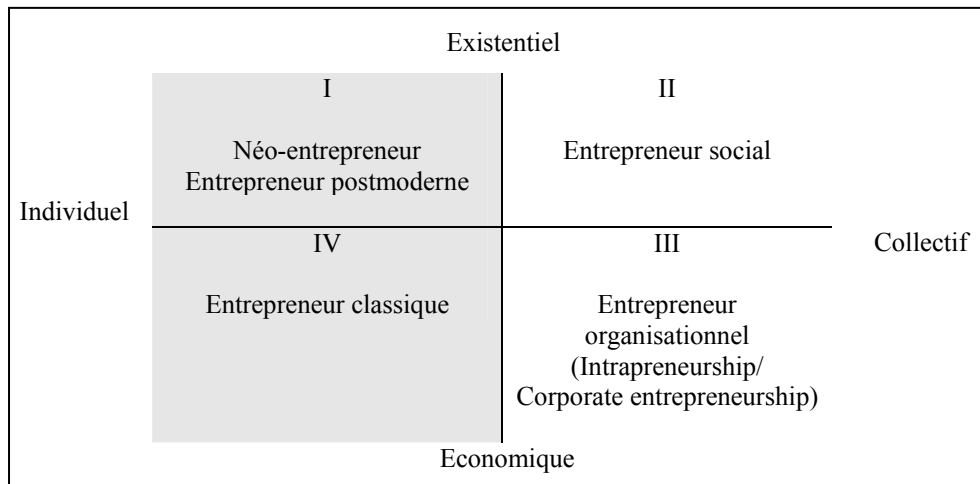 Existentiel
I
II
Néo-entrepreneur
Entrepreneur postmoderne
Entrepreneur social
Individuel
Collectif
IV
III
Entrepreneur classique
Entrepreneur
organisationnel
(Intrapreneurship/
Corporate entrepreneurship)
Economique